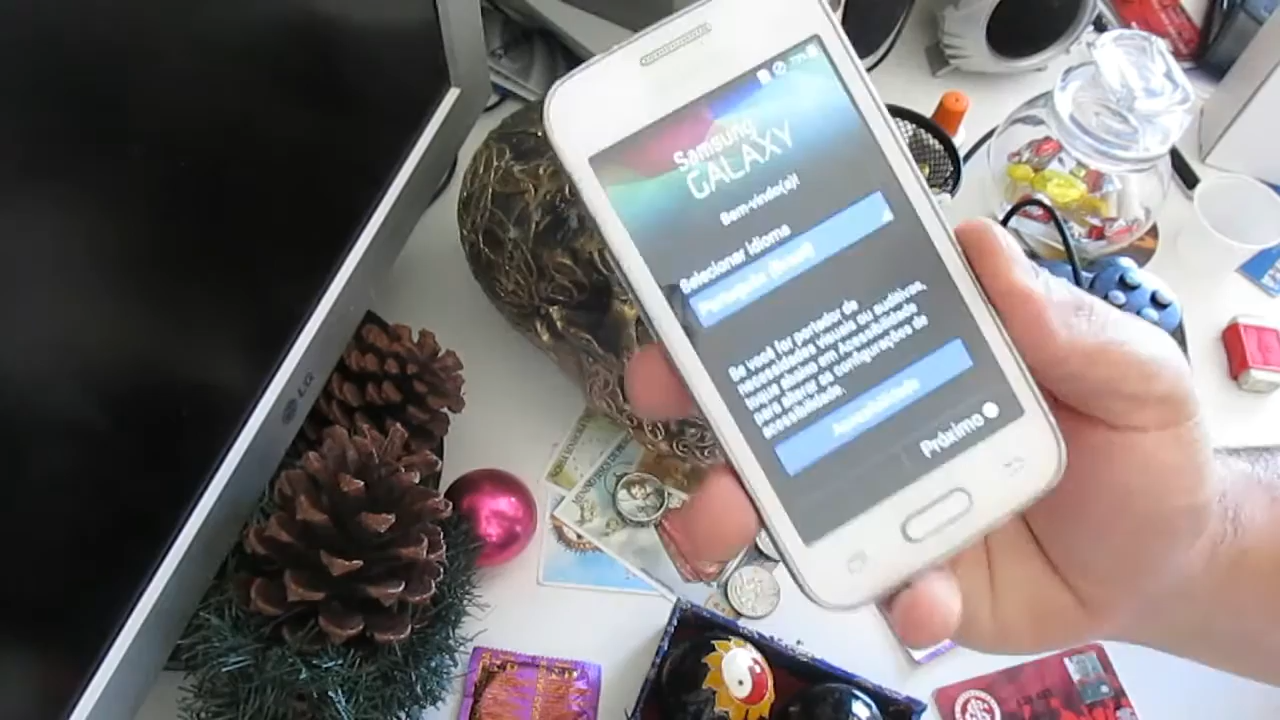 73%
Samsung
GALAXY
Bem-vindo(a)!
Selecionar idioma
Português (Brasil)
Se você for portador de
necessidades visuais ou auditivas,
toque abaixo em Acessibilidade
para alterar as configurações de
acessibilidade.
Acessibilidade
Próximo
LG